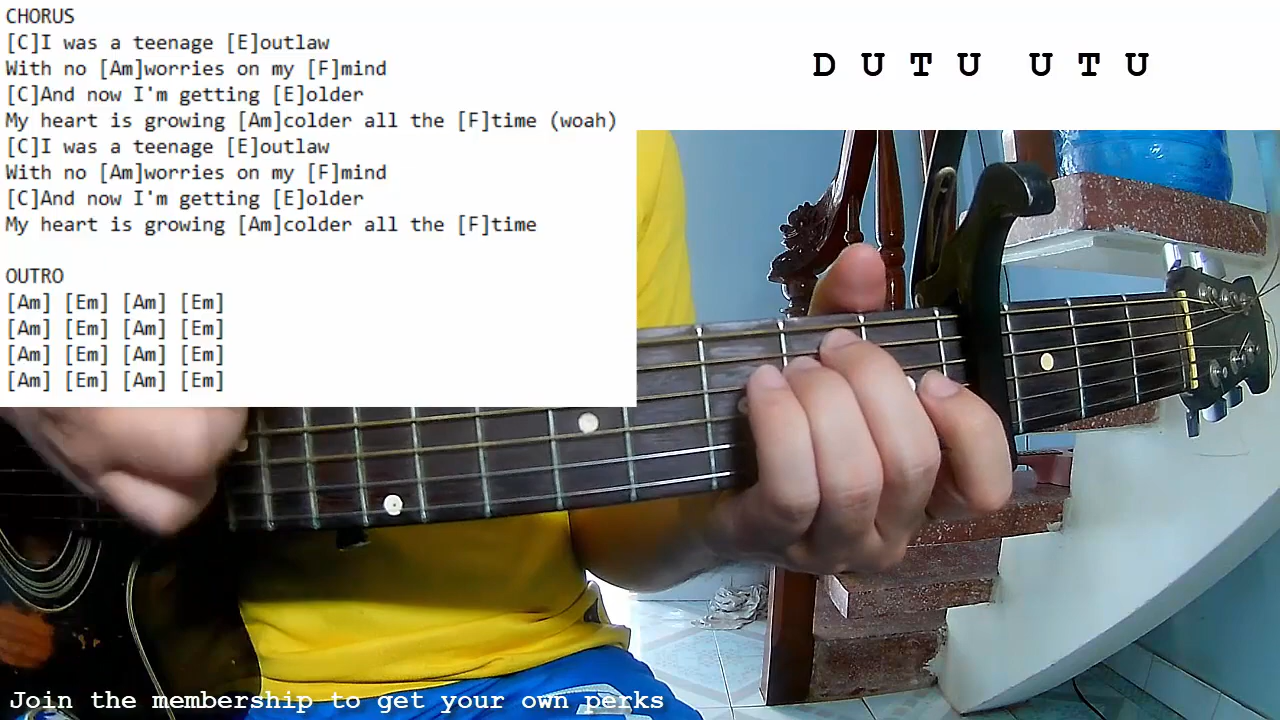 CHORUS
[C]I was a teenage [E]outlaw
With no [Am]worries on my [F]mind
[C]And now I'm getting [E]older
My heart is growing [Am]colder all the [F]time (woah)
[C]I was a teenage [E]outlaw
With no [Am]worries on my [F]mind
[C]And now I'm getting [E]older
My heart is growing [Am]colder all the [F]time
OUTRO
[Am] [Em] [Am] [Em]
[Am] [Em] [Am] [Em]
[Am] [Em] [Am] [Em]
[Am] [Em] [Am] [Em]
D U T U  U T U
Join the membership to get your own perks